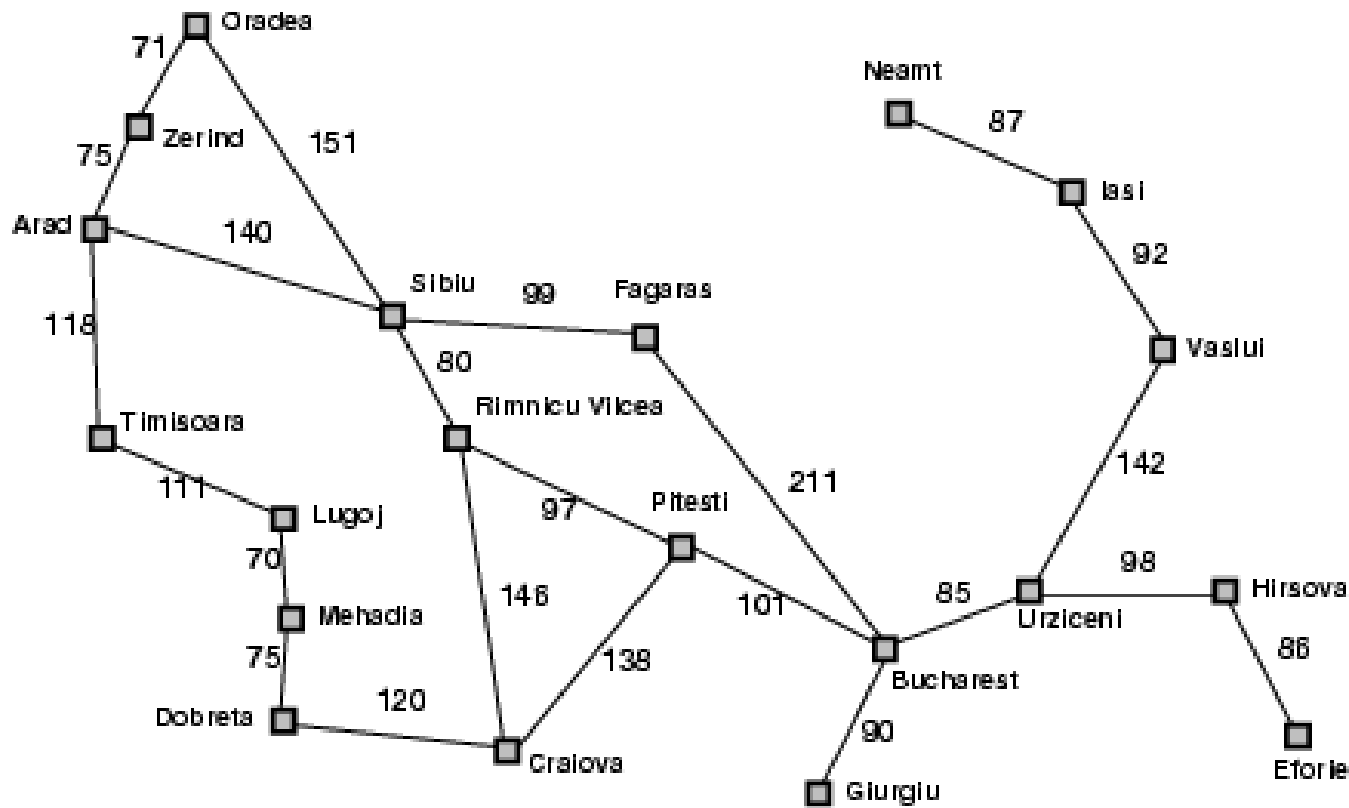 Oradea
71
Neamt
87
Zerind
151
75
Iasi
Arad
140
92
Sibiu
99
Fagaras
118
80
Vaslui
Rimnicu Vilcea
Timisoara
142
211
111
Pitesti
Lugoj
97
70
98
Hirsova
146
101
85
Mehadia
Urziceni
86
138
75
Bucharest
120
Dobreta
90
Craiova
Eforie
Giurgiu